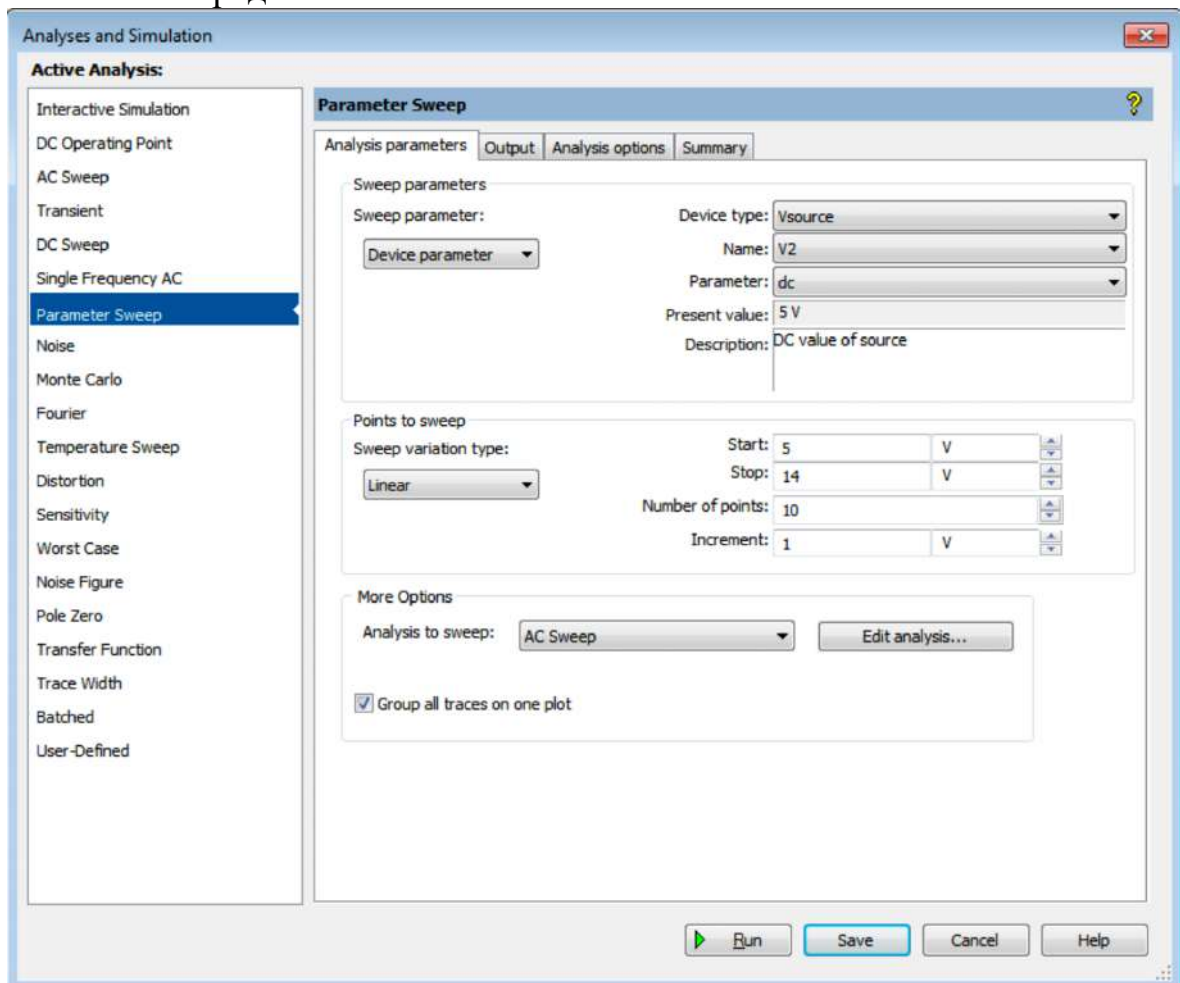 Analyses and Simulation
Active Analysis:
Interactive Simulation
DC Operating Point
AC Sweep
Transient
DC Sweep
Single Frequency AC
Parameter Sweep
Noise
Monte Carlo
Fourier
Temperature Sweep
Distortion
Sensitivity
Worst Case
Noise Figure
Pole Zero
Transfer Function
Trace Width
Batched
User-Defined
Parameter Sweep
Analysis parameters Output Analysis options Summary
Sweep parameters
Sweep parameter:
Device parameter
Device type: Vsource
Name: V2
Parameter: dc
Present value: 5 V
Description: DC value of source
Points to sweep
Sweep variation type:
Linear
Start: 5 V
Stop: 14 V
Number of points: 10
Increment: 1 V
More Options
Analysis to sweep: AC Sweep Edit analysis...
Group all traces on one plot
Run Save Cancel Help